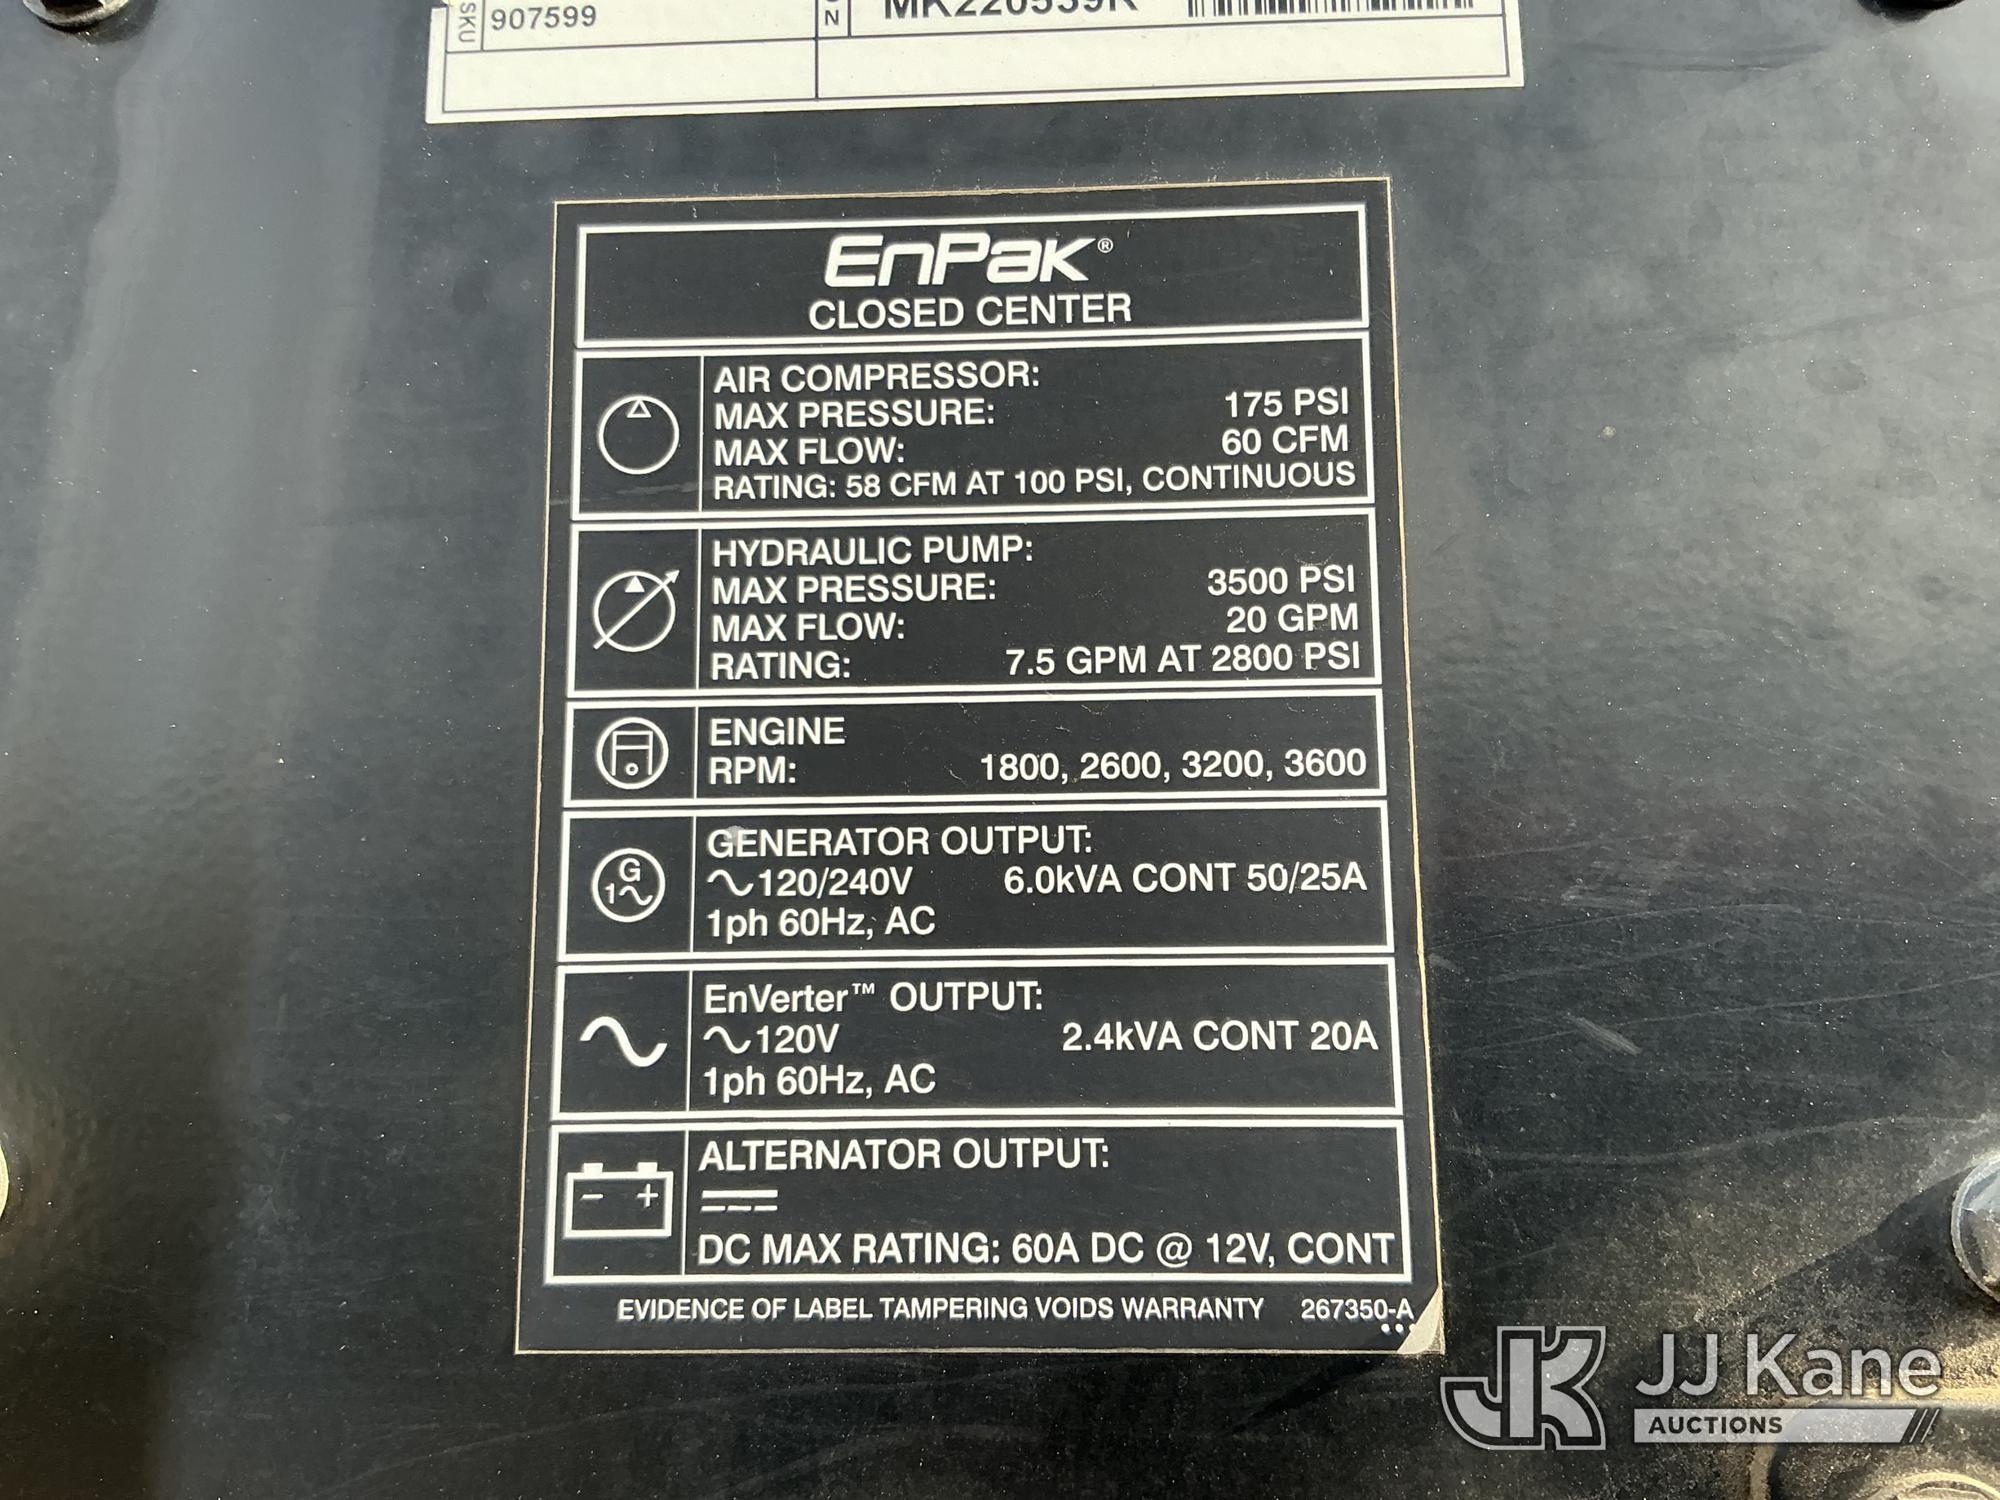 SKU
907599
EnPak®
CLOSED CENTER
AIR COMPRESSOR:
MAX PRESSURE: 175 PSI
MAX FLOW: 60 CFM
RATING: 58 CFM AT 100 PSI, CONTINUOUS
HYDRAULIC PUMP:
MAX PRESSURE: 3500 PSI
MAX FLOW: 20 GPM
RATING: 7.5 GPM AT 2800 PSI
ENGINE
RPM: 1800, 2600, 3200, 3600
G
1
GENERATOR OUTPUT:
120/240V 6.0kVA CONT 50/25A
1ph 60Hz, AC
EnVerter™ OUTPUT:
120V 2.4kVA CONT 20A
1ph 60Hz, AC
- +
ALTERNATOR OUTPUT:
DC MAX RATING: 60A DC @ 12V, CONT
EVIDENCE OF LABEL TAMPERING VOIDS WARRANTY 267350-A
JK JJ Kane
AUCTIONS